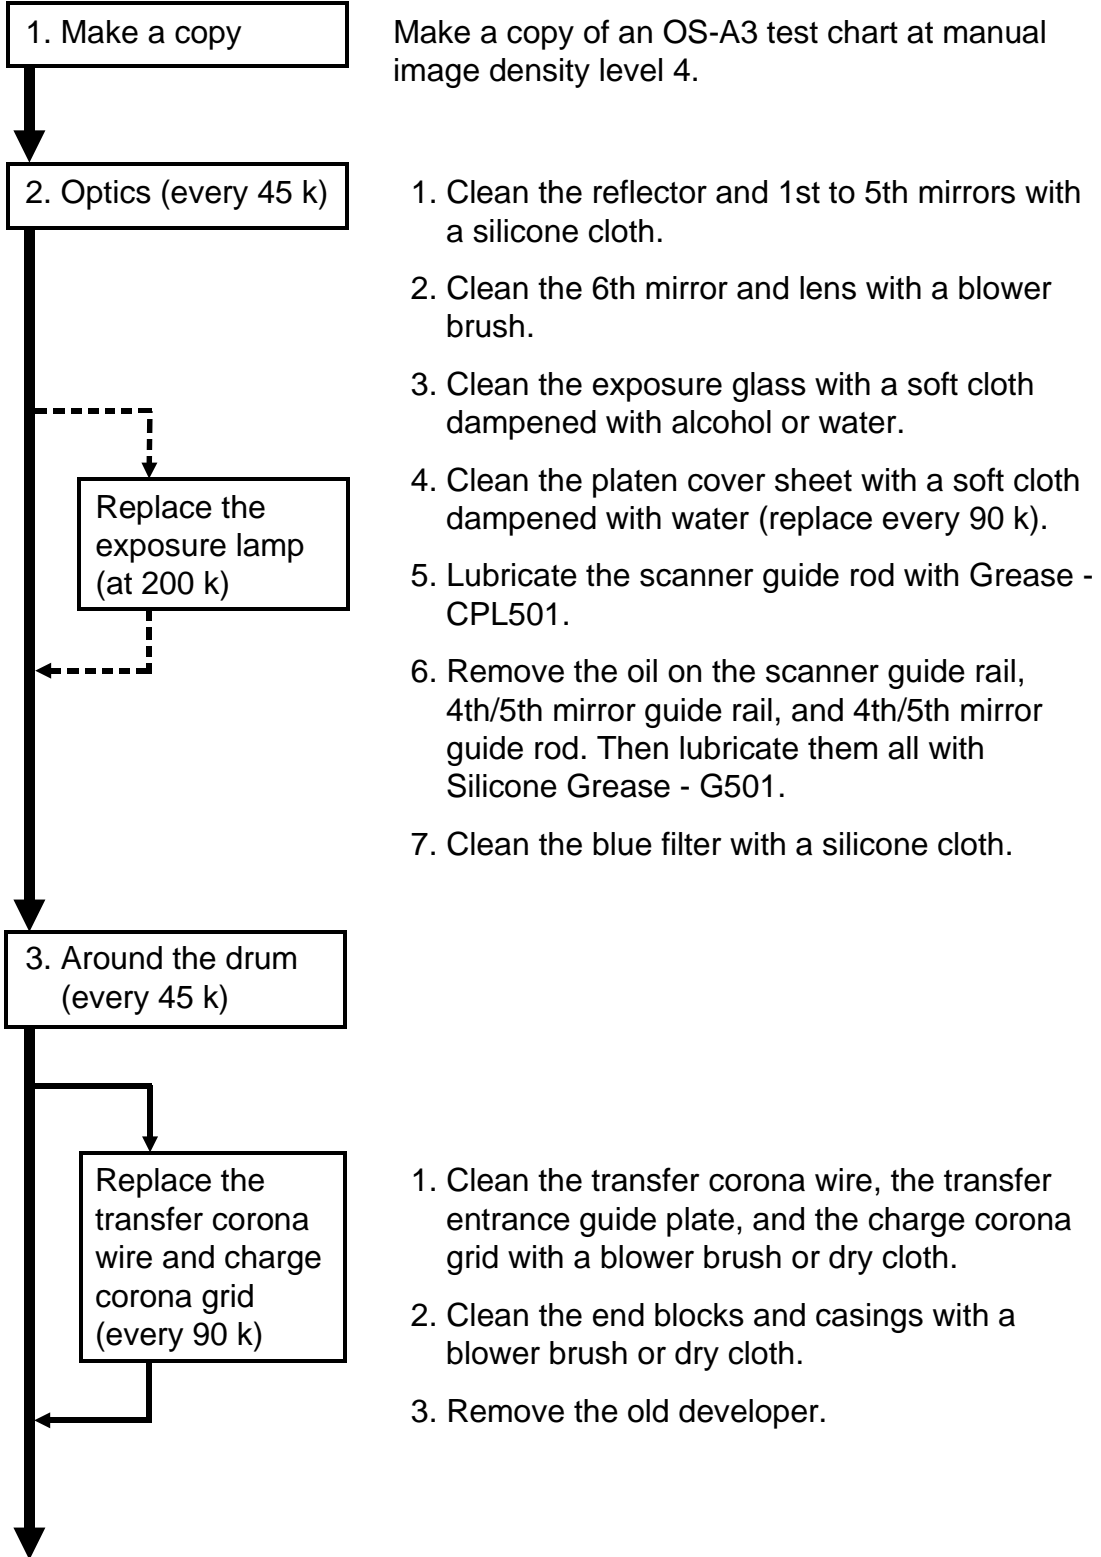 1. Make a copy
Make a copy of an OS-A3 test chart at manual
image density level 4.
2. Optics (every 45 k)
1. Clean the reflector and 1st to 5th mirrors with
a silicone cloth.
2. Clean the 6th mirror and lens with a blower
brush.
3. Clean the exposure glass with a soft cloth
dampened with alcohol or water.
Replace the
exposure lamp
(at 200 k)
4. Clean the platen cover sheet with a soft cloth
dampened with water (replace every 90 k).
5. Lubricate the scanner guide rod with Grease -
CPL501.
6. Remove the oil on the scanner guide rail,
4th/5th mirror guide rail, and 4th/5th mirror
guide rod. Then lubricate them all with
Silicone Grease - G501.
7. Clean the blue filter with a silicone cloth.
3. Around the drum
(every 45 k)
Replace the
transfer corona
wire and charge
corona grid
(every 90 k)
1. Clean the transfer corona wire, the transfer
entrance guide plate, and the charge corona
grid with a blower brush or dry cloth.
2. Clean the end blocks and casings with a
blower brush or dry cloth.
3. Remove the old developer.